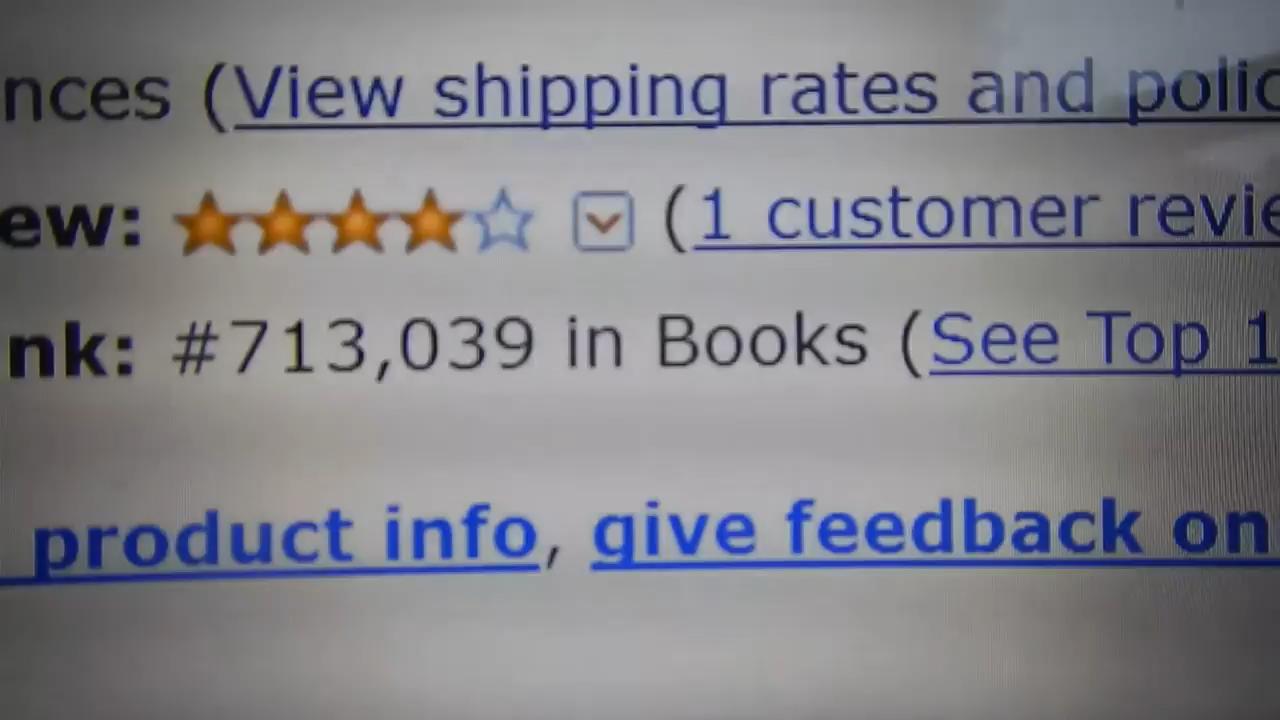 nces (View shipping rates and polic
ew: (1 customer revie
nk: #713,039 in Books (See Top 1
product info, give feedback on